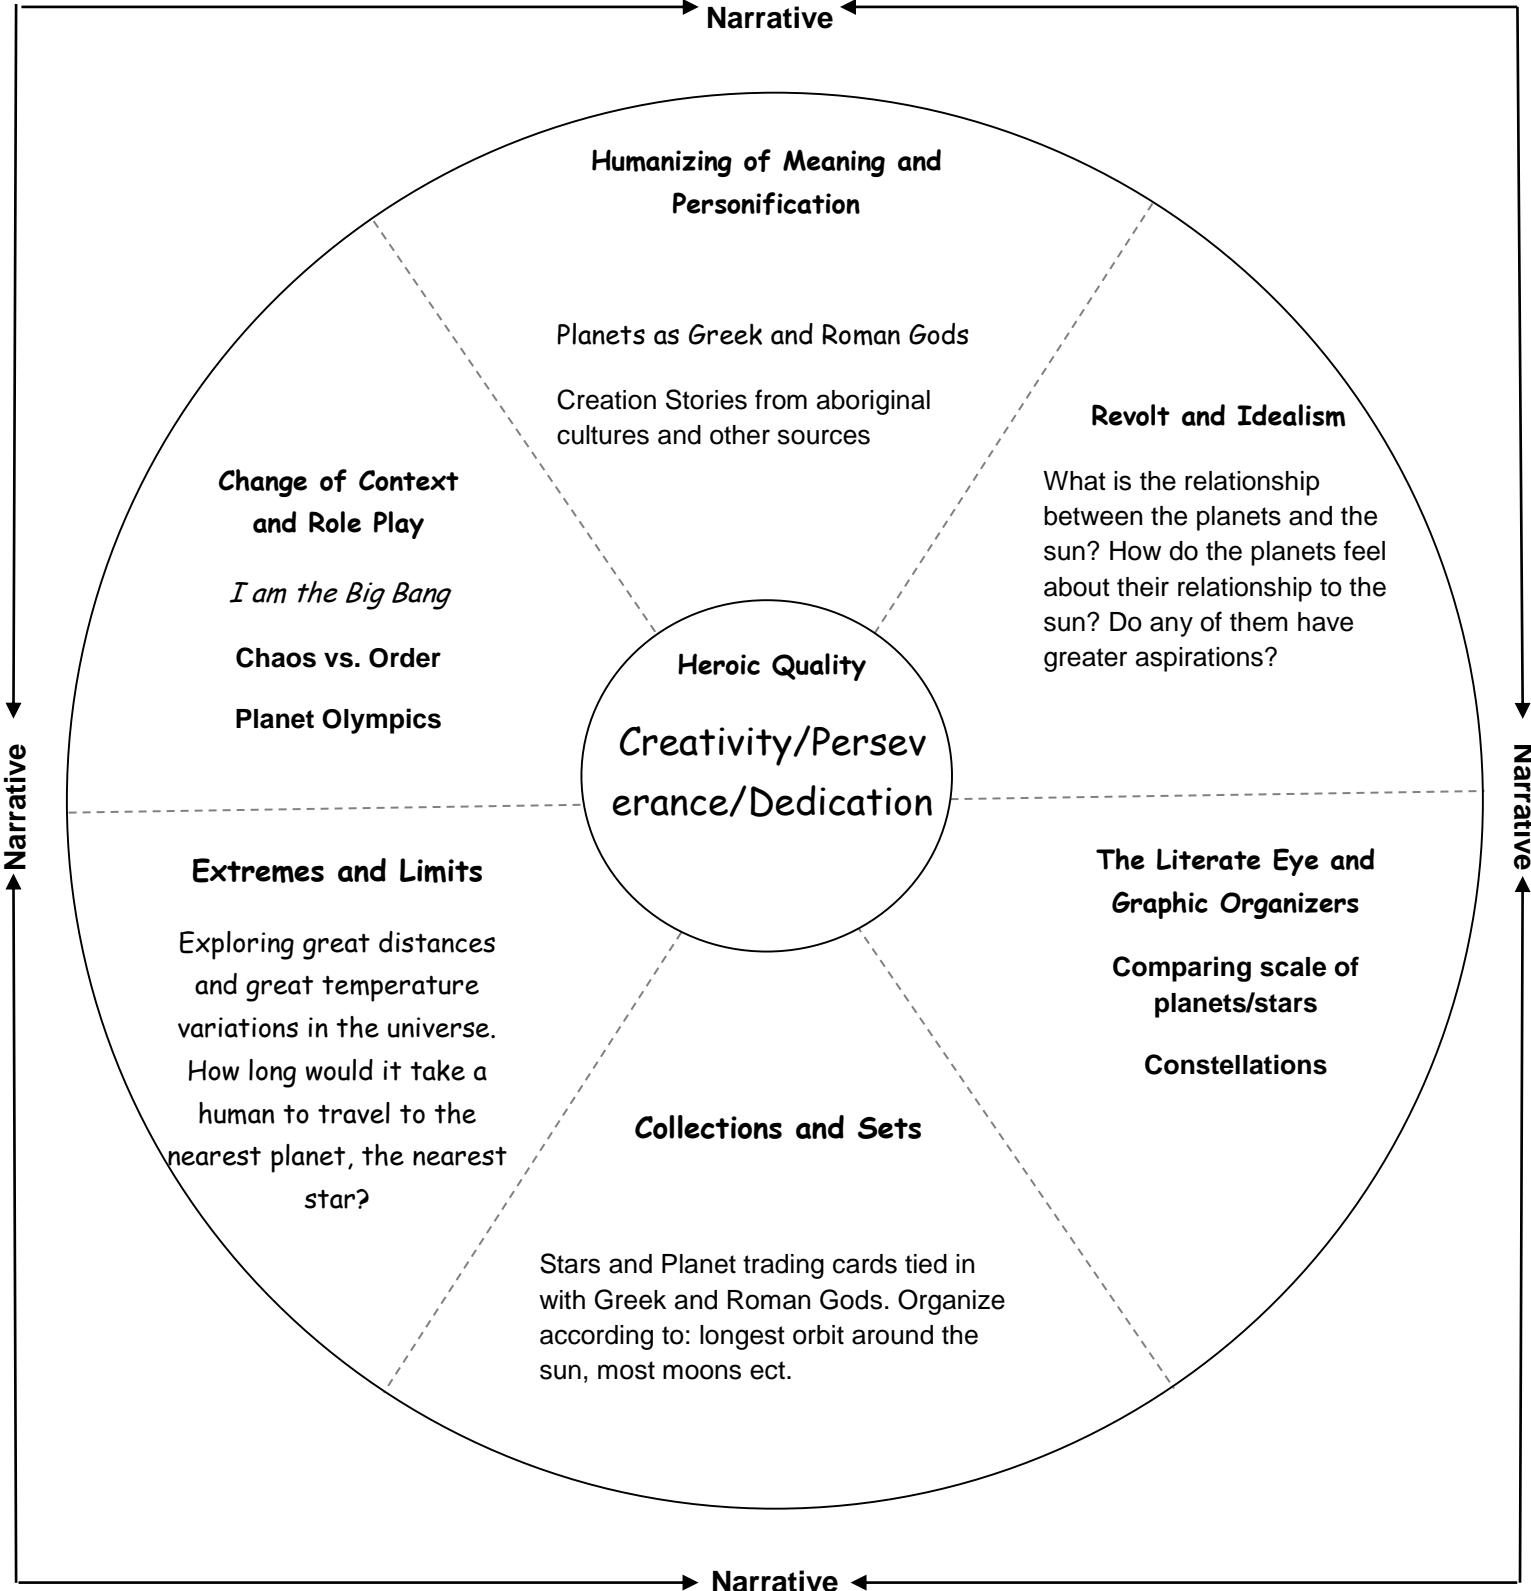 Narrative
Humanizing of Meaning and
Personification
Planets as Greek and Roman Gods
Creation Stories from aboriginal
cultures and other sources
Revolt and Idealism
What is the relationship
between the planets and the
sun? How do the planets feel
about their relationship to the
sun? Do any of them have
greater aspirations?
Change of Context
and Role Play
I am the Big Bang
Chaos vs. Order
Planet Olympics
Heroic Quality
Creativity/Persev
erance/Dedication
Narrative
Narrative
Extremes and Limits
Exploring great distances
and great temperature
variations in the universe.
How long would it take a
human to travel to the
nearest planet, the nearest
star?
The Literate Eye and
Graphic Organizers
Comparing scale of
planets/stars
Constellations
Collections and Sets
Stars and Planet trading cards tied in
with Greek and Roman Gods. Organize
according to: longest orbit around the
sun, most moons ect.
Narrative